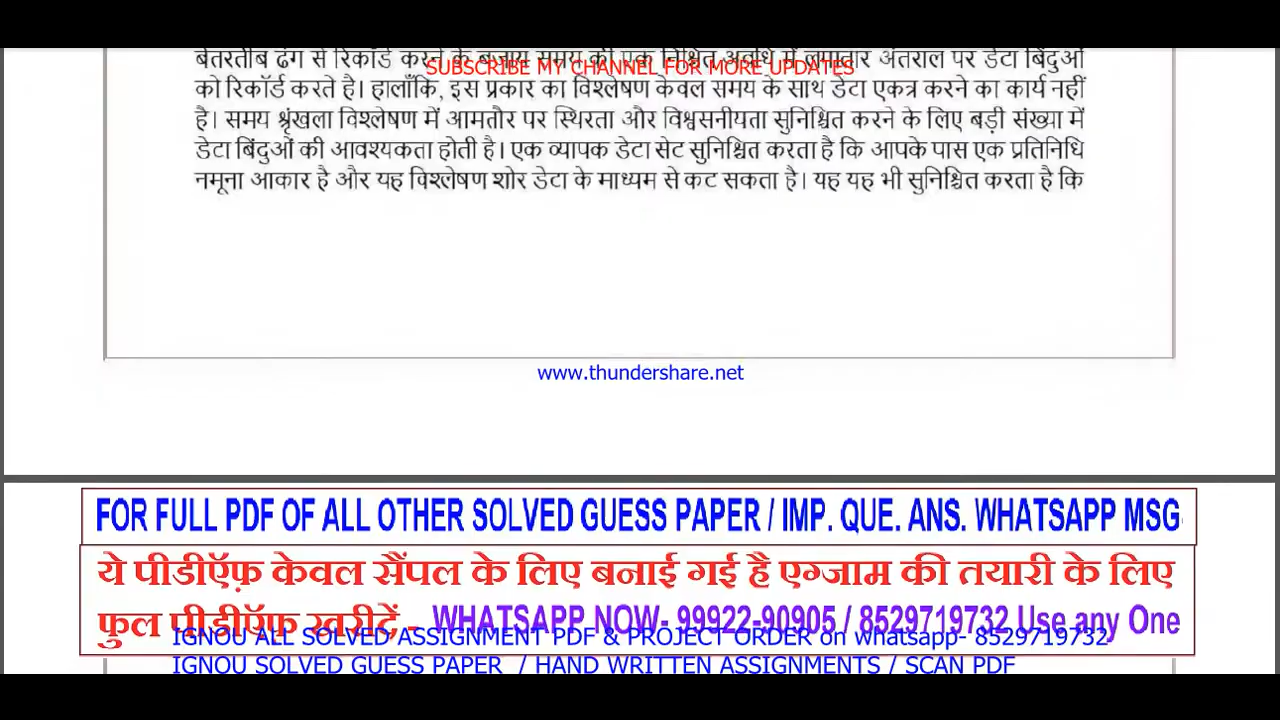 बेतरतीब ढंग से रिकॉर्ड करने के बजाय समय की एक निश्चित अवधि में लगातार अंतराल पर डेटा बिंदुओं
SUBSCRIBE MY CHANNEL FOR MORE UPDATES
को रिकॉर्ड करते है। हालाँकि, इस प्रकार का विश्लेषण केवल समय के साथ डेटा एकत्र करने का कार्य नहीं
है। समय श्रृंखला विश्लेषण में आमतौर पर स्थिरता और विश्वसनीयता सुनिश्चित करने के लिए बड़ी संख्या में
डेटा बिंदुओं की आवश्यकता होती है। एक व्यापक डेटा सेट सुनिश्चित करता है कि आपके पास एक प्रतिनिधि
नमूना आकार है और यह विश्लेषण शोर डेटा के माध्यम से कट सकता है। यह यह भी सुनिश्चित करता है कि
www.thundershare.net
FOR FULL PDF OF ALL OTHER SOLVED GUESS PAPER / IMP. QUE. ANS. WHATSAPP MSG
ये पीडीऍफ़ केवल सैंपल के लिए बनाई गई है एग्जाम की तयारी के लिए
फुल पीडीऍफ़ खरीदें - WHATSAPP NOW- 99922-90905 / 8529719732 Use any One
IGNOU ALL SOLVED ASSIGNMENT PDF & PROJECT ORDER on whatsapp- 8529719732
IGNOU SOLVED GUESS PAPER / HAND WRITTEN ASSIGNMENTS / SCAN PDF